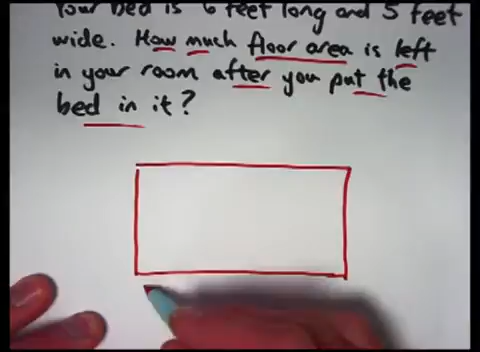 Your bed is 6 feet long and 5 feet
wide. How much floor area is left
in your room after you put the
bed in it?